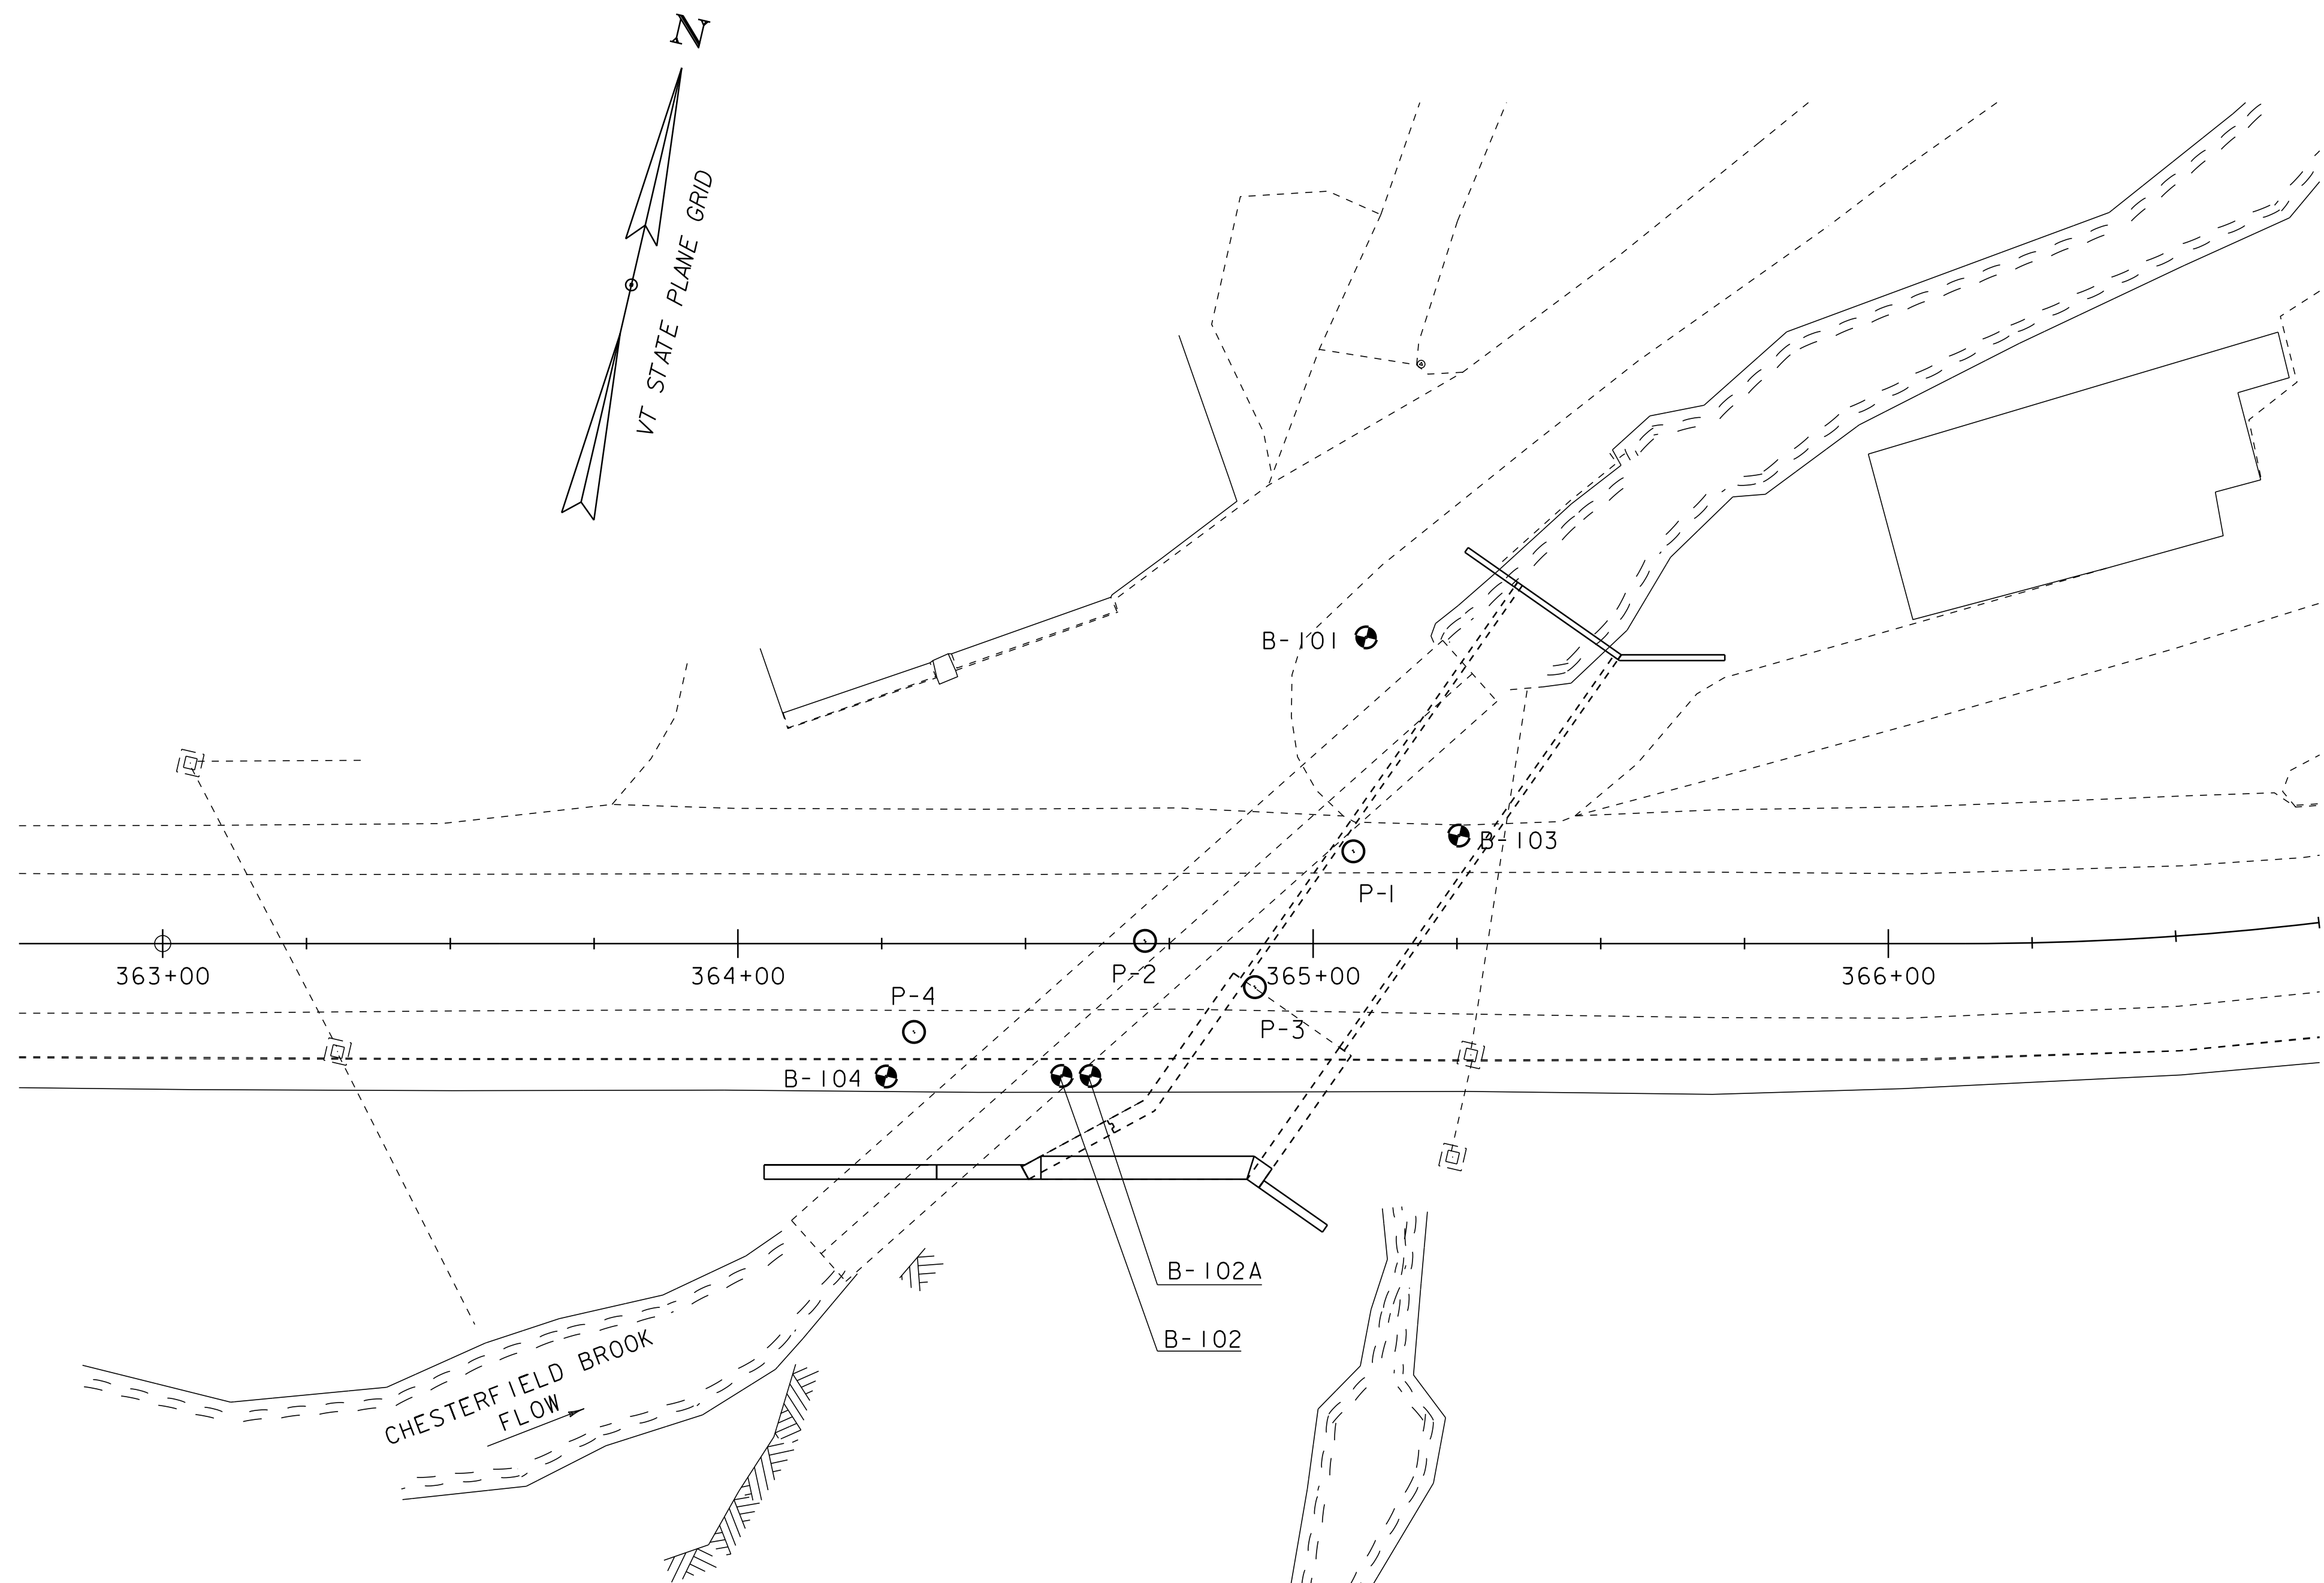 N
VT STATE PLANE GRID
B-101
B-103
P-1
363+00
364+00
P-2
365+00
366+00
P-4
P-3
B-104
B-102A
B-102
CHESTERFIELD BROOK
FLOW